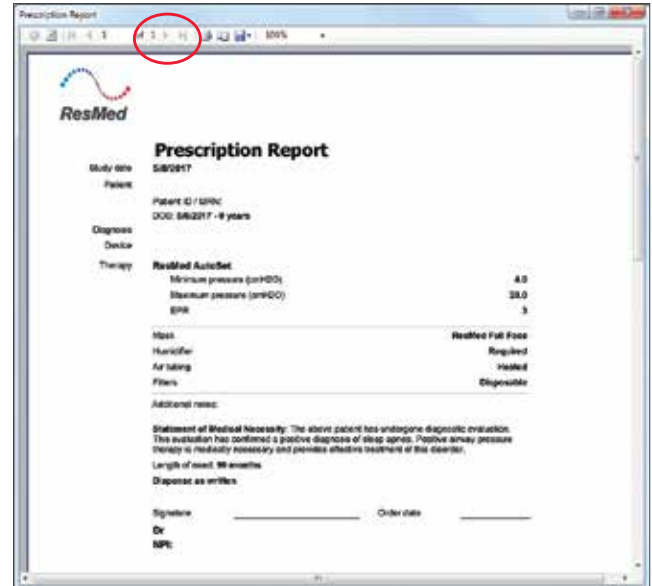 Prescription Report
1 of 1 100%
ResMed
Prescription Report
Study date 5/8/2017
Patient
Patient ID / MRN:
DOB: 5/8/2017 - 0 years
Diagnosis
Device
Therapy ResMed AutoSet
Minimum pressure (cmH2O) 4.0
Maximum pressure (cmH2O) 20.0
EPR 3
Mask ResMed Full Face
Humidifier Required
Air tubing Heated
Filters Disposable
Additional notes:
Statement of Medical Necessity: The above patient has undergone diagnostic evaluation.
This evaluation has confirmed a positive diagnosis of sleep apnea. Positive airway pressure
therapy is medically necessary and provides effective treatment of this disorder.
Length of need: 99 months
Dispense as written
Signature Order date
Dr
NPI: